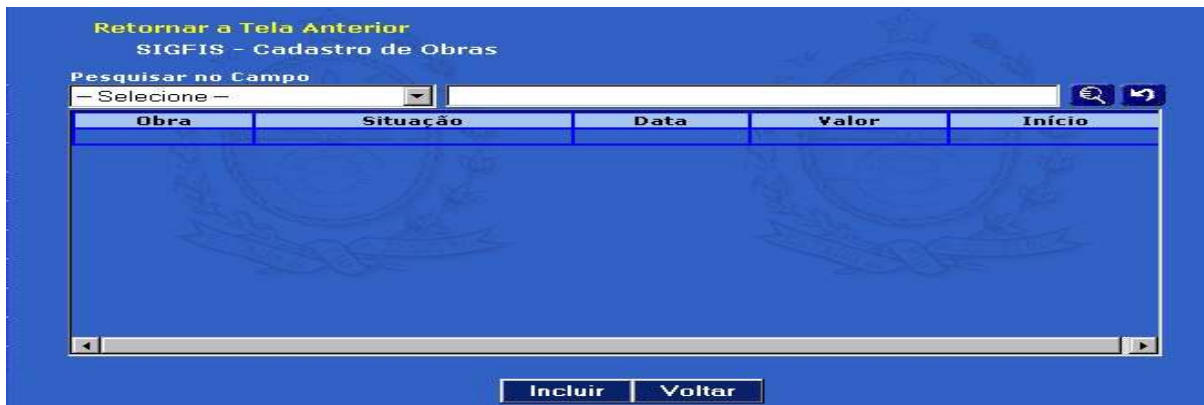 Retornar a Tela Anterior
SIGFIS - Cadastro de Obras
Pesquisar no Campo
-- Selecione --
Obra Situação Data Valor Início
Incluir Voltar